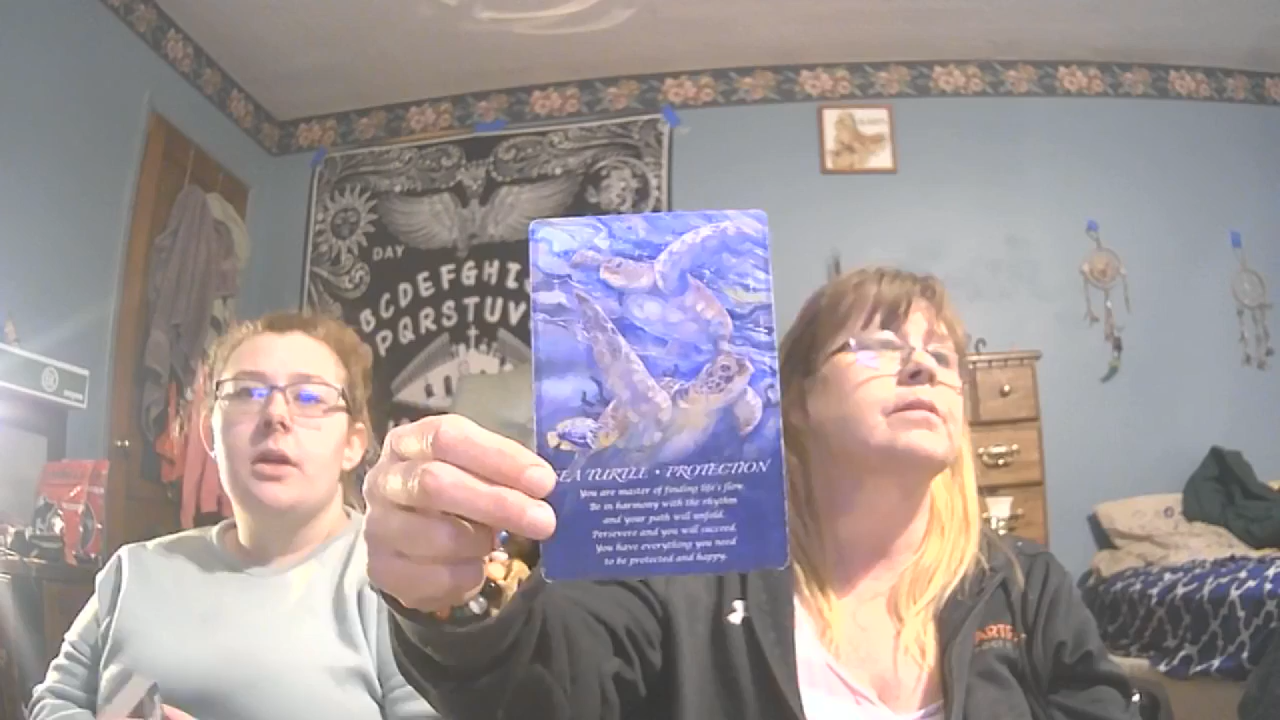 DAY
BCDEFGHI
PQRSTUV
SEA TURTLE • PROTECTION
You are master of finding life's flow.
Be in harmony with the rhythm
and your path will unfold.
Persevere and you will succeed.
You have everything you need
to be protected and happy.